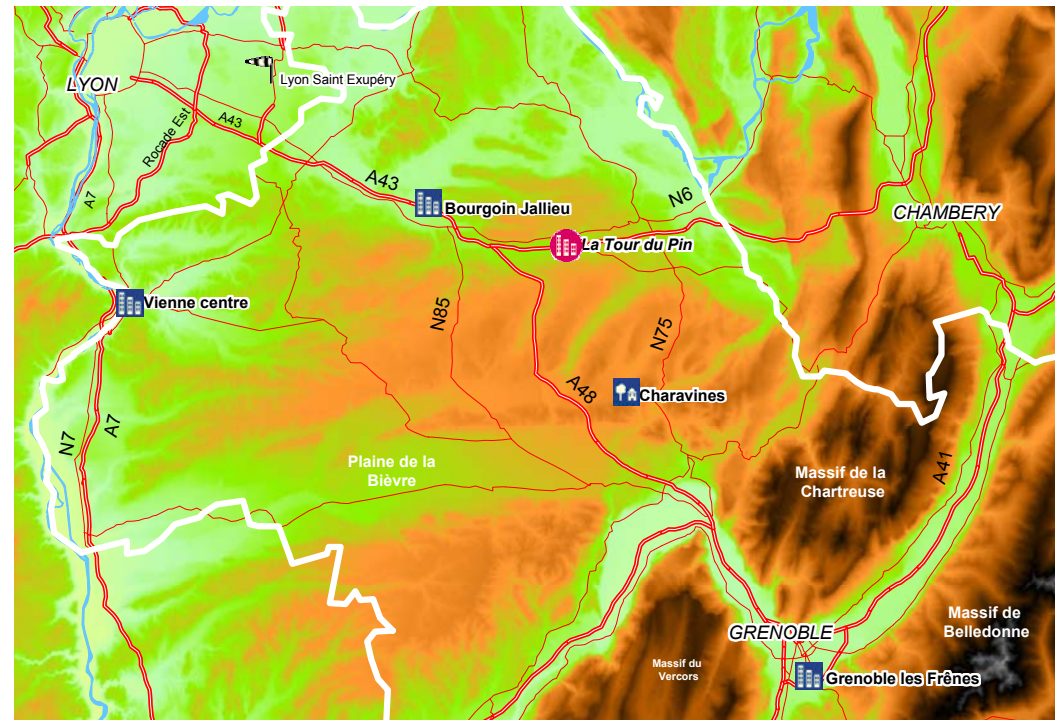 LYON
Lyon Saint Exupéry
A43
Rocade Est
A7
A43
Bourgoin Jallieu
N6
CHAMBERY
La Tour du Pin
Vienne centre
N85
N75
A48
Charavines
N7
A7
Plaine de la
Bièvre
Massif de la
Chartreuse
A41
Massif de
Belledonne
GRENOBLE
Massif du
Vercors
Grenoble les Frênes